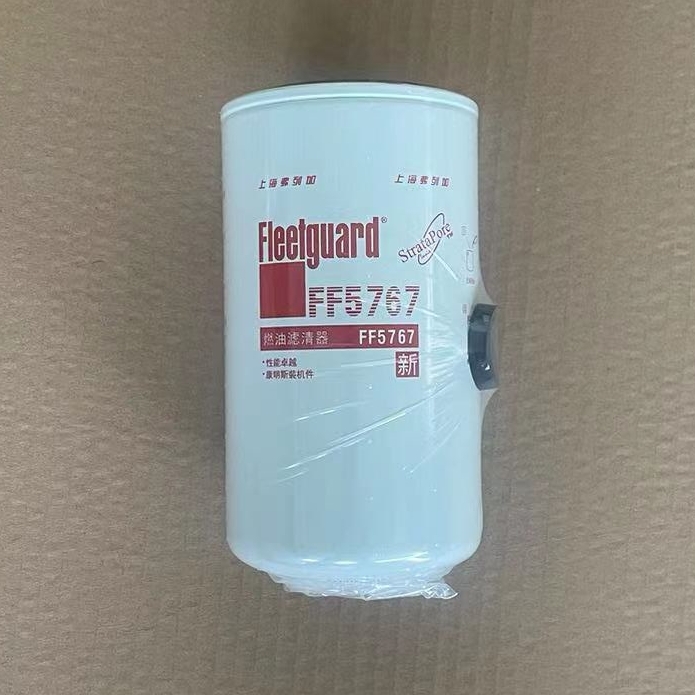 上海弗列加 上海弗列加
Fleetguard®
StrataPore™
FF5767
燃油滤清器 FF5767
•性能卓越
•康明斯装机件
新